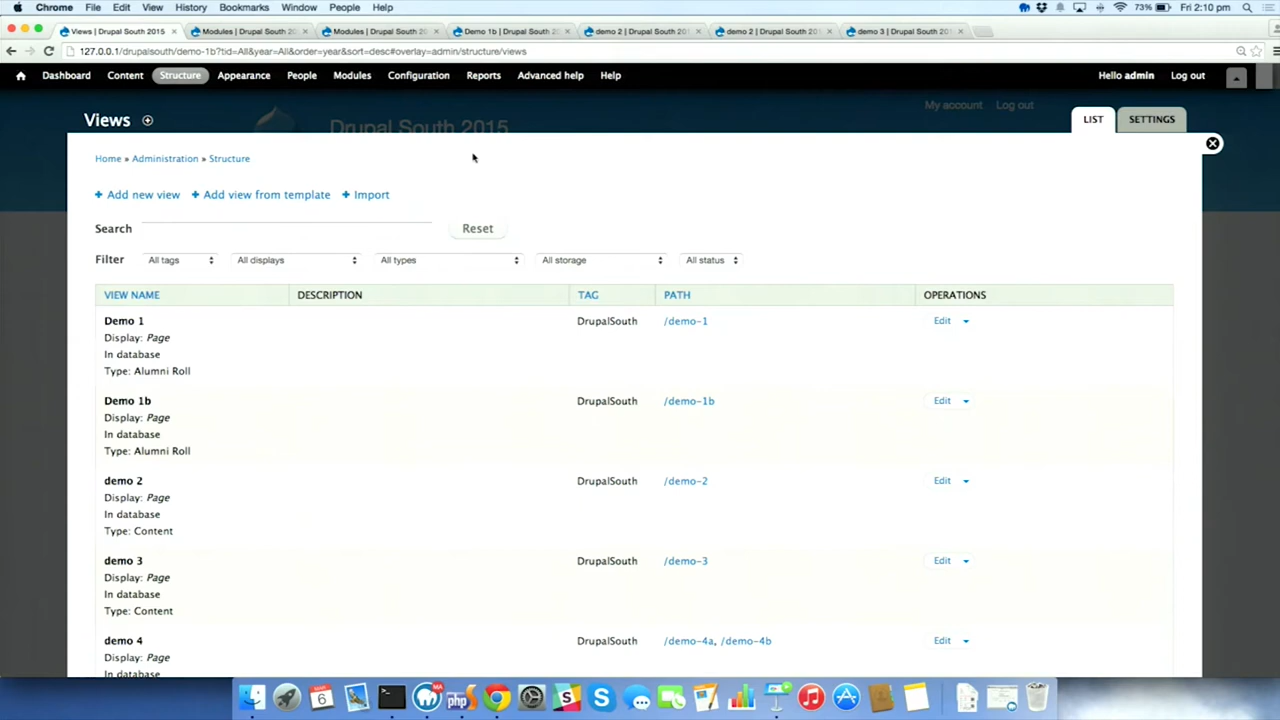 Chrome File Edit View History Bookmarks Window People Help 73% Fri 2:10 pm
Views | Drupal South 2015 Modules | Drupal South 20 Modules | Drupal South 20 Demo 1b | Drupal South 20 demo 2 | Drupal South 201 demo 2 | Drupal South 201 demo 3 | Drupal South 201
127.0.0.1/drupalsouth/demo-1b?tid=All&year=All&order=year&sort=desc#overlay=admin/structure/views
Dashboard Content Structure Appearance People Modules Configuration Reports Advanced help Help Hello admin Log out
My account Log out
Views Drupal South 2015 LIST SETTINGS
Home » Administration » Structure
+ Add new view + Add view from template + Import
Search Reset
Filter All tags All displays All types All storage All status
VIEW NAME DESCRIPTION TAG PATH OPERATIONS
Demo 1 DrupalSouth /demo-1 Edit
Display: Page
In database
Type: Alumni Roll
Demo 1b DrupalSouth /demo-1b Edit
Display: Page
In database
Type: Alumni Roll
demo 2 DrupalSouth /demo-2 Edit
Display: Page
In database
Type: Content
demo 3 DrupalSouth /demo-3 Edit
Display: Page
In database
Type: Content
demo 4 DrupalSouth /demo-4a, /demo-4b Edit
Display: Page
In database
6 php